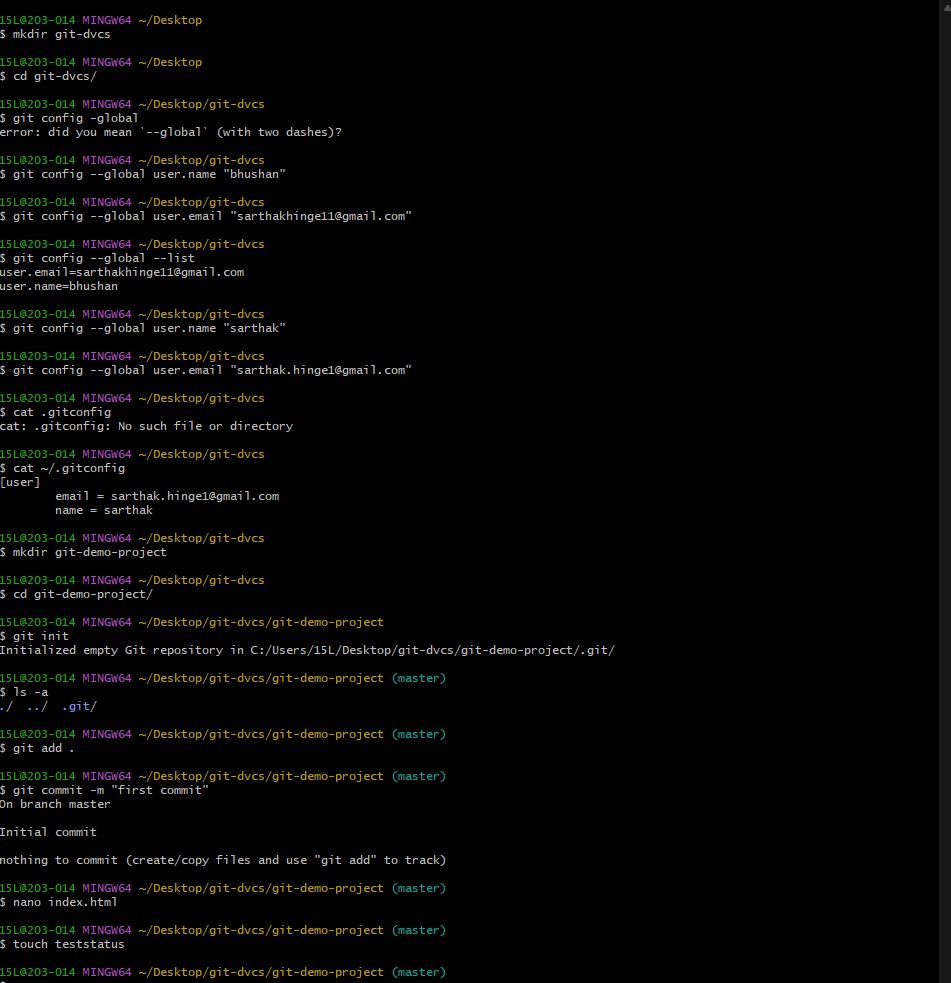 15L@203-014 MINGW64 ~/Desktop
$ mkdir git-dvcs
15L@203-014 MINGW64 ~/Desktop
$ cd git-dvcs/
15L@203-014 MINGW64 ~/Desktop/git-dvcs
$ git config -global
error: did you mean `--global` (with two dashes)?
15L@203-014 MINGW64 ~/Desktop/git-dvcs
$ git config --global user.name "bhushan"
15L@203-014 MINGW64 ~/Desktop/git-dvcs
$ git config --global user.email "sarthakhinge11@gmail.com"
15L@203-014 MINGW64 ~/Desktop/git-dvcs
$ git config --global --list
user.email=sarthakhinge11@gmail.com
user.name=bhushan
15L@203-014 MINGW64 ~/Desktop/git-dvcs
$ git config --global user.name "sarthak"
15L@203-014 MINGW64 ~/Desktop/git-dvcs
$ git config --global user.email "sarthak.hinge1@gmail.com"
15L@203-014 MINGW64 ~/Desktop/git-dvcs
$ cat .gitconfig
cat: .gitconfig: No such file or directory
15L@203-014 MINGW64 ~/Desktop/git-dvcs
$ cat ~/.gitconfig
[user]
email = sarthak.hinge1@gmail.com
name = sarthak
15L@203-014 MINGW64 ~/Desktop/git-dvcs
$ mkdir git-demo-project
15L@203-014 MINGW64 ~/Desktop/git-dvcs
$ cd git-demo-project/
15L@203-014 MINGW64 ~/Desktop/git-dvcs/git-demo-project
$ git init
Initialized empty Git repository in C:/Users/15L/Desktop/git-dvcs/git-demo-project/.git/
15L@203-014 MINGW64 ~/Desktop/git-dvcs/git-demo-project (master)
$ ls -a
./  ../  .git/
15L@203-014 MINGW64 ~/Desktop/git-dvcs/git-demo-project (master)
$ git add .
15L@203-014 MINGW64 ~/Desktop/git-dvcs/git-demo-project (master)
$ git commit -m "first commit"
On branch master
Initial commit
nothing to commit (create/copy files and use "git add" to track)
15L@203-014 MINGW64 ~/Desktop/git-dvcs/git-demo-project (master)
$ nano index.html
15L@203-014 MINGW64 ~/Desktop/git-dvcs/git-demo-project (master)
$ touch teststatus
15L@203-014 MINGW64 ~/Desktop/git-dvcs/git-demo-project (master)